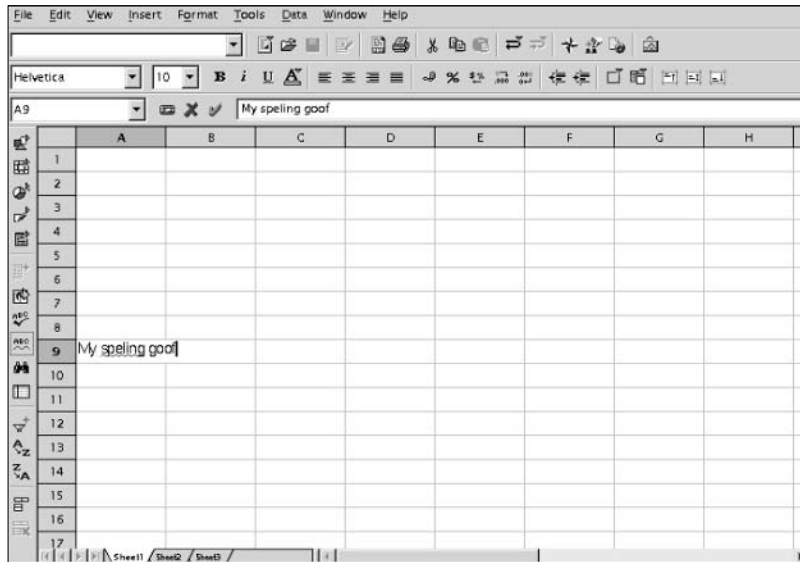 File Edit View Insert Format Tools Data Window Help
Helvetica 10 B i U A
A9 My speling goof
A B C D E F G H
1
2
3
4
5
6
7
8
9 My speling goof
10
11
12
13
14
15
16
17
Sheet1 Sheet2 Sheet3